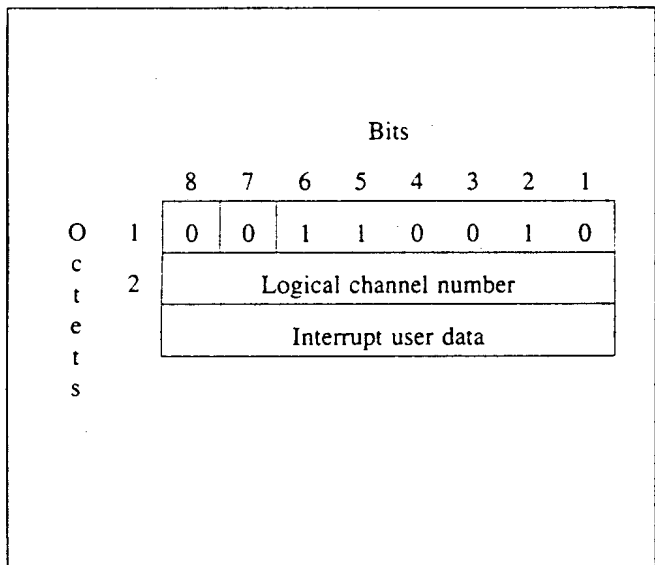 Bits
8 7 6 5 4 3 2 1
Octets
1 0 0 1 1 0 0 1 0
2 Logical channel number
Interrupt user data